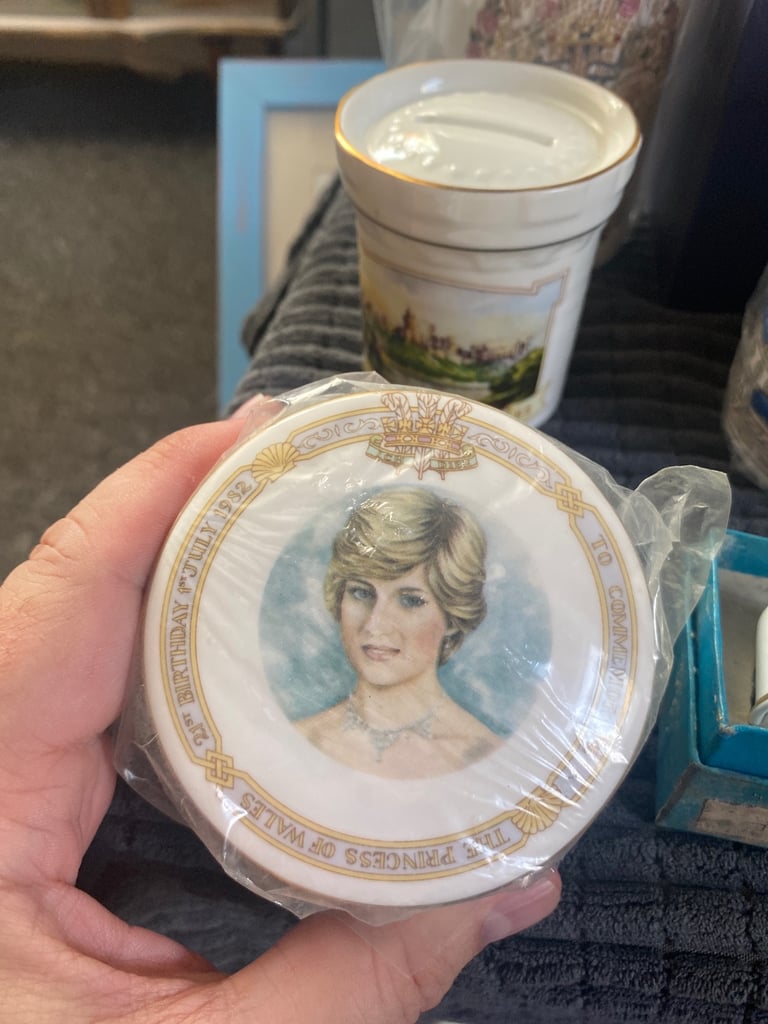 TO COMMEMORATE
THE PRINCESS OF WALES
21ST BIRTHDAY 1ST JULY 1982